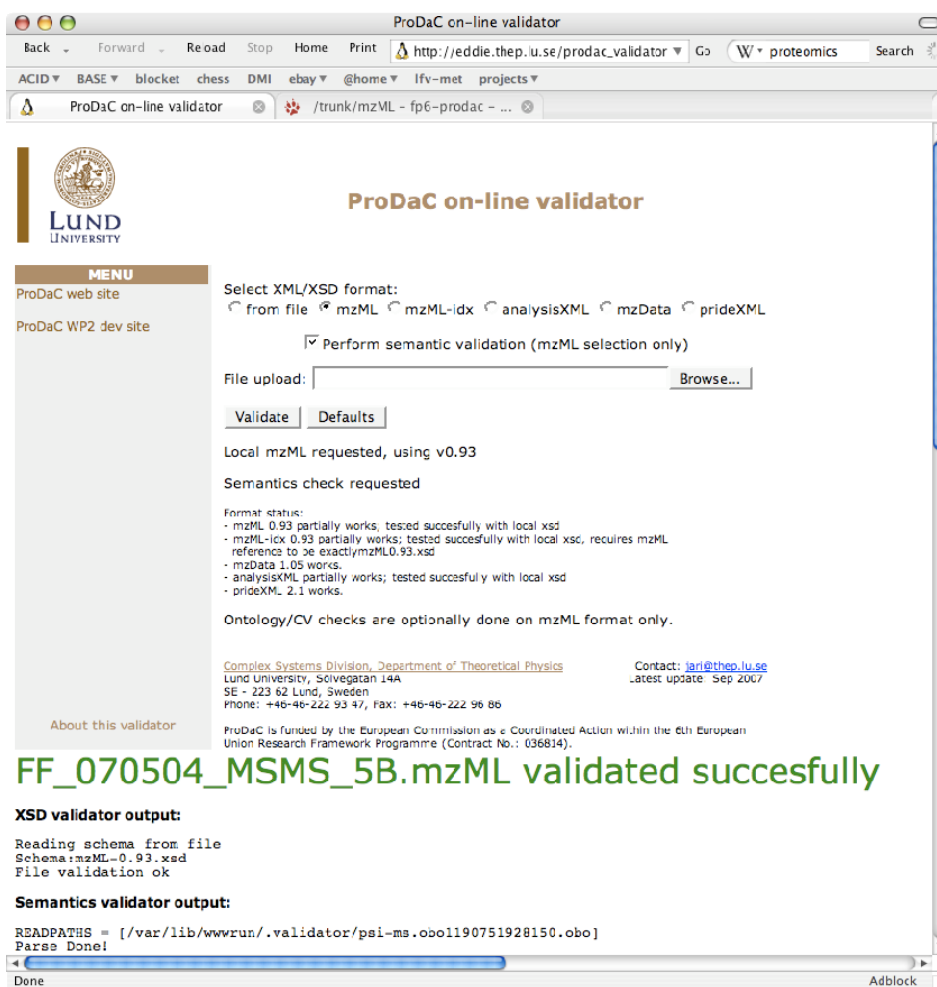 ProDaC on-line validator
Back Forward Reload Stop Home Print http://eddie.thep.lu.se/prodac_validator Go W proteomics Search
ACID BASE blocket chess DMI ebay @home lfv-met projects
ProDaC on-line validator /trunk/mzML - fp6-prodac - ...
LUND
UNIVERSITY
ProDaC on-line validator
MENU
ProDaC web site
ProDaC WP2 dev site
About this validator
Select XML/XSD format:
from file mzML mzML-idx analysisXML mzData prideXML
Perform semantic validation (mzML selection only)
File upload: Browse...
Validate Defaults
Local mzML requested, using v0.93
Semantics check requested
Format status:
- mzML 0.93 partially works; tested succesfully with local xsd
- mzML-idx 0.93 partially works; tested succesfully with local xsd, requires mzML
reference to be exactlymzML0.93.xsd
- mzData 1.05 works.
- analysisXML partially works; tested succesfully with local xsd
- prideXML 2.1 works.
Ontology/CV checks are optionally done on mzML format only.
Complex Systems Division, Department of Theoretical Physics Contact: jari@thep.lu.se
Lund University, Sölvegatan 14A Latest update: Sep 2007
SE - 223 62 Lund, Sweden
Phone: +46-46-222 93 47, Fax: +46-46-222 96 86
ProDaC is funded by the European Commission as a Coordinated Action within the 6th European
Union Research Framework Programme (Contract No.: 036814).
FF_070504_MSMS_5B.mzML validated succesfully
XSD validator output:
Reading schema from file
Schema:mzML-0.93.xsd
File validation ok
Semantics validator output:
READPATHS = [/var/lib/wwwrun/.validator/psi-ms.obo1190751928150.obo]
Parse Done!
Done Adblock